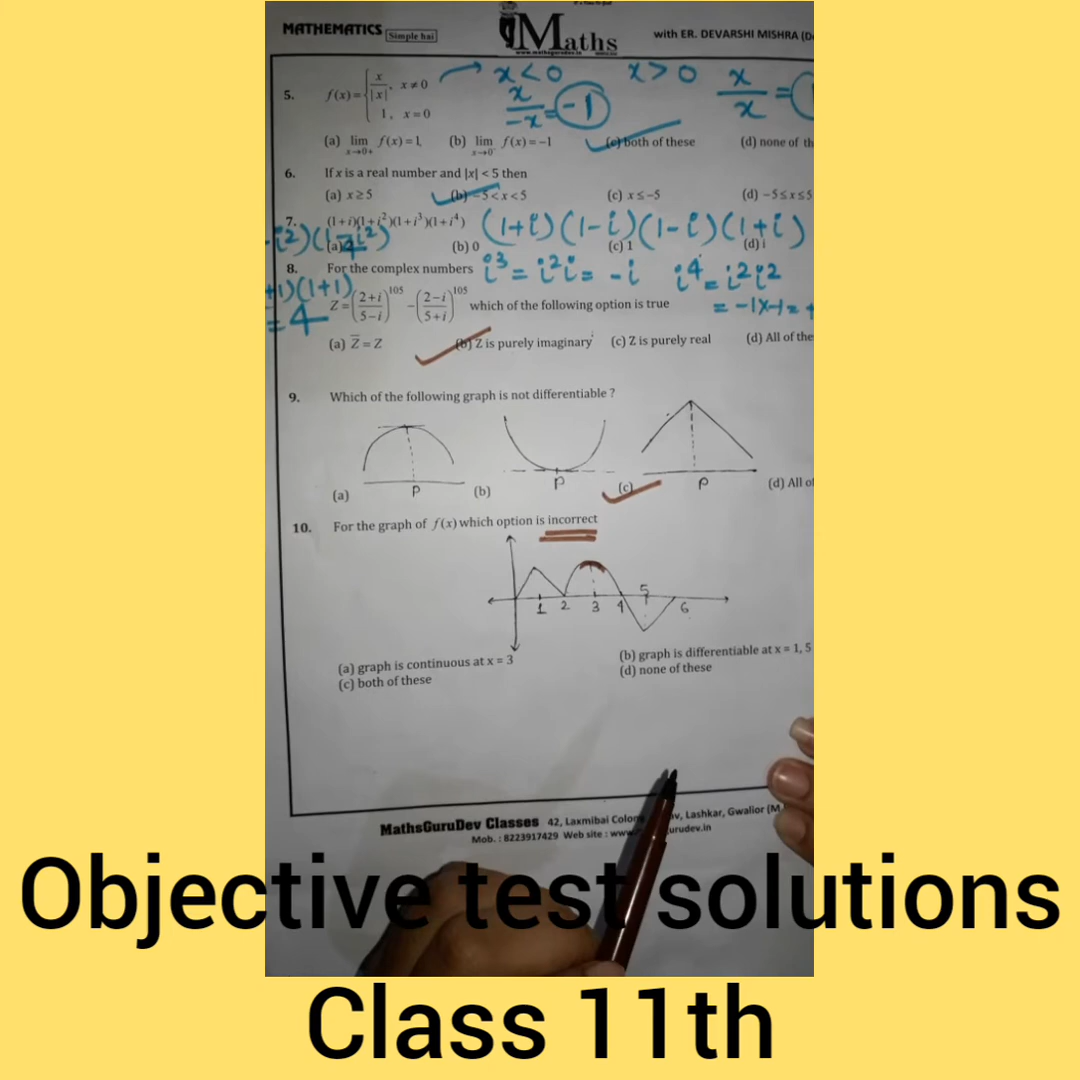 MATHEMATICS Simple hai
Maths
www.mathsgurudev.in
with ER. DEVARSHI MISHRA
5. f(x) = { x/|x|, x ≠ 0
1, x = 0
x < 0 x > 0 x/x =
x/-x = -1
(a) lim x→0+ f(x) = 1, (b) lim x→0- f(x) = -1 (c) both of these (d) none of
6. If x is a real number and |x| < 5 then
(a) x ≥ 5 (b) -5 < x < 5 (c) x ≤ -5 (d) -5 ≤ x ≤ 5
7. (1+i)(1+i²)(1+i³)(1+i⁴) (1+i)(1-i)(1-i)(1+i)
(b) 0 (c) 1 (d) i
8. For the complex numbers i³ = i²i = -i i⁴ = i²i²
(1+1) = -1x-1 = +
= 4
Z = ((2+i)/(5-i))^105 - ((2-i)/(5+i))^105 which of the following option is true
(a) Z̅ = Z (b) Z is purely imaginary (c) Z is purely real (d) All of the
9. Which of the following graph is not differentiable ?
P P P
(a) (b) (c) (d) All
10. For the graph of f(x) which option is incorrect
1 2 3 4 5 6
(a) graph is continuous at x = 3 (b) graph is differentiable at x = 1, 5
(c) both of these (d) none of these
MathsGuruDev Classes 42, Laxmibai Lashkar, Gwalior
Mob. : 8223917429 Web site :
Objective test solutions
Class 11th